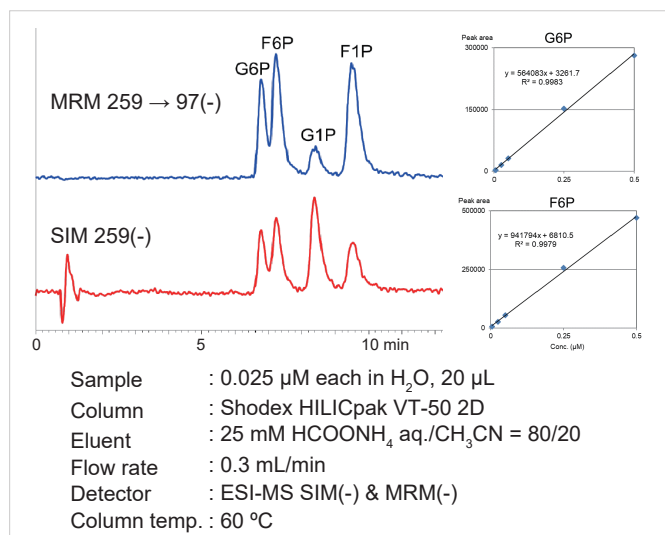 F6P
F1P
G6P
MRM 259 → 97(-)
G1P
SIM 259(-)
0 5 10 min
Peak area
G6P
300000
y = 564083x + 3261.7
R² = 0.9983
150000
0
0 0.25 0.5
Peak area
F6P
500000
y = 941794x + 6810.5
R² = 0.9979
250000
0
0 0.25 0.5
Conc. (µM)
Sample : 0.025 µM each in H₂O, 20 µL
Column : Shodex HILICpak VT-50 2D
Eluent : 25 mM HCOONH₄ aq./CH₃CN = 80/20
Flow rate : 0.3 mL/min
Detector : ESI-MS SIM(-) & MRM(-)
Column temp. : 60 ºC